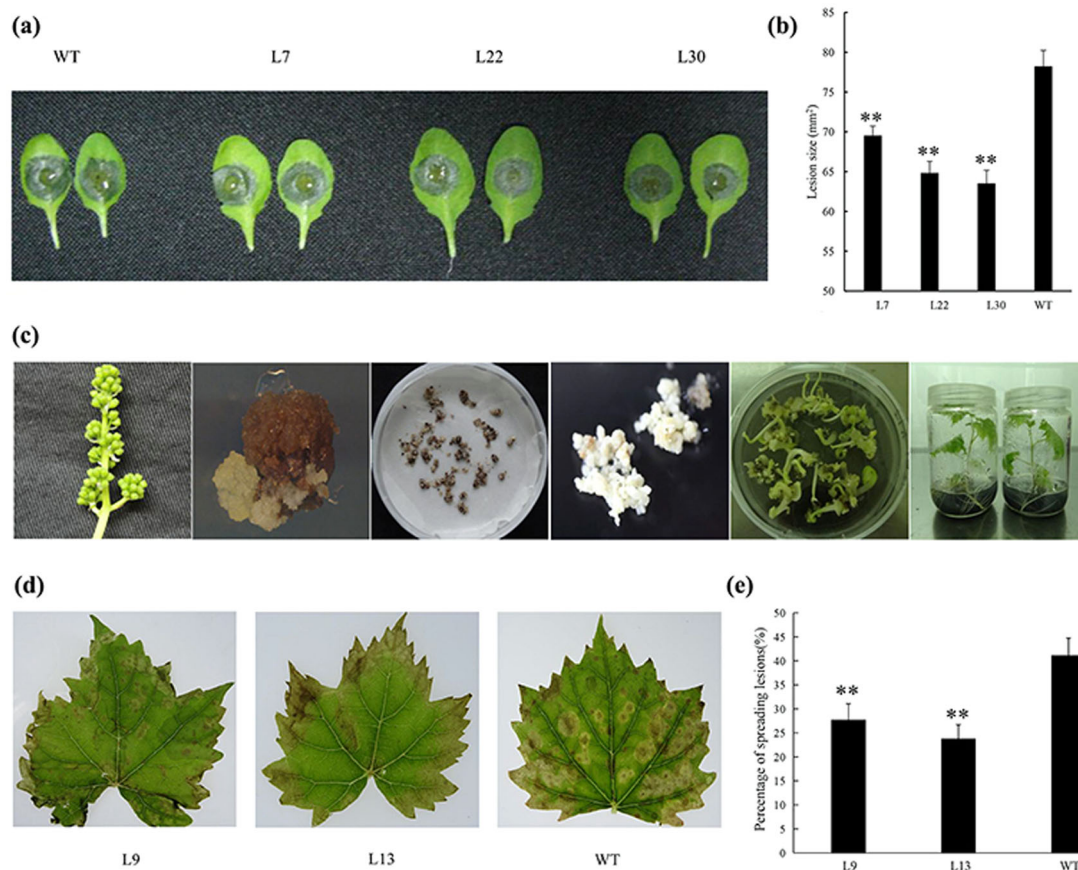 (a)
WT L7 L22 L30
(b)
Lesion size (mm²)
85
80
75
70
65
60
55
50
**
**
**
L7 L22 L30 WT
(c)
(d)
L9 L13 WT
(e)
Percentage of spreading lesions(%)
50
45
40
35
30
25
20
15
10
5
0
**
**
L9 L13 WT